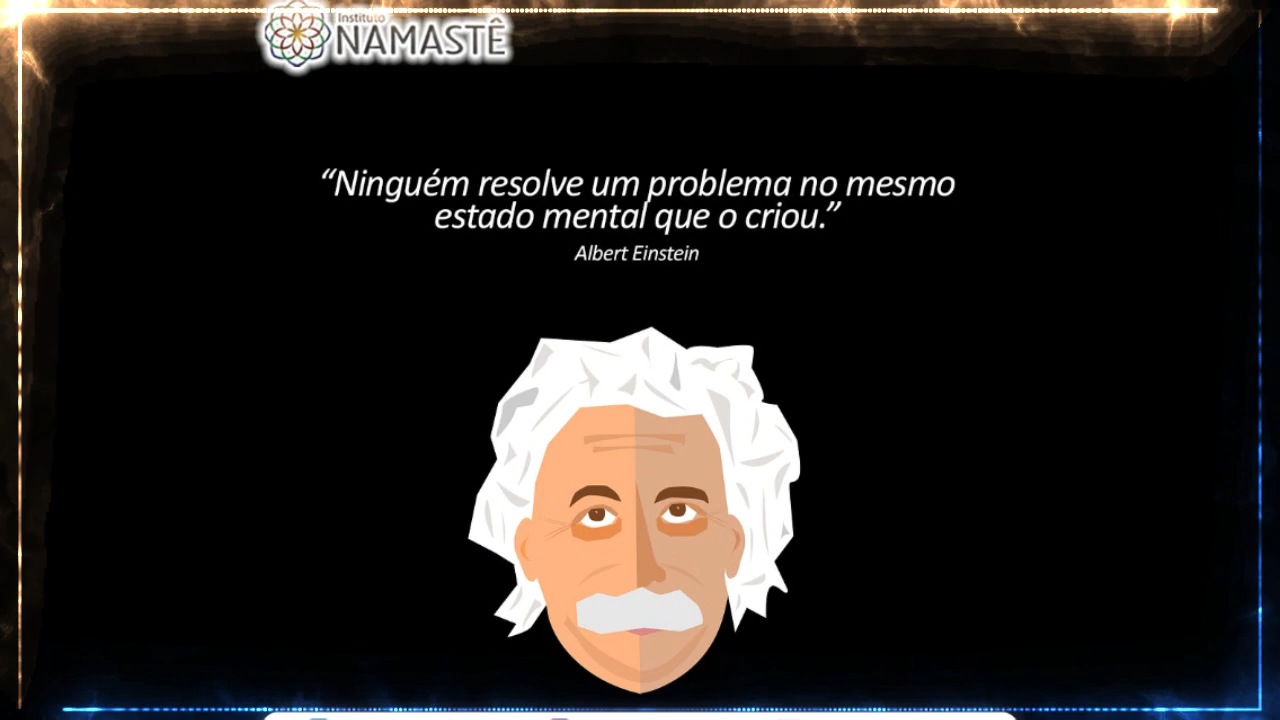 Instituto
NAMASTÊ
“Ninguém resolve um problema no mesmo
estado mental que o criou.”
Albert Einstein